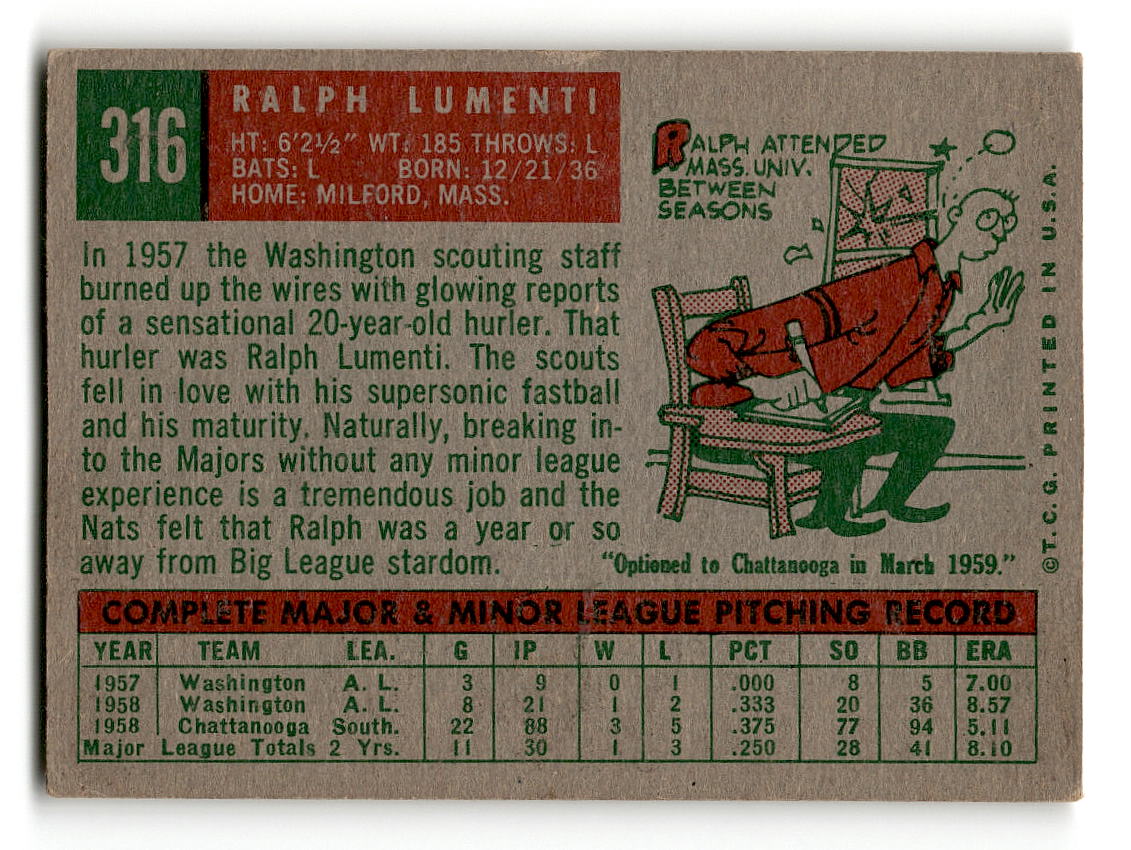 316
RALPH LUMENTI
HT: 6'2½" WT: 185 THROWS: L
BATS: L BORN: 12/21/36
HOME: MILFORD, MASS.
RALPH ATTENDED
MASS. UNIV.
BETWEEN
SEASONS
In 1957 the Washington scouting staff
burned up the wires with glowing reports
of a sensational 20-year-old hurler. That
hurler was Ralph Lumenti. The scouts
fell in love with his supersonic fastball
and his maturity. Naturally, breaking in-
to the Majors without any minor league
experience is a tremendous job and the
Nats felt that Ralph was a year or so
away from Big League stardom.
"Optioned to Chattanooga in March 1959."
©T.C.G. PRINTED IN U.S.A.
COMPLETE MAJOR & MINOR LEAGUE PITCHING RECORD
YEAR TEAM LEA. G IP W L PCT SO BB ERA
1957 Washington A. L. 3 9 0 1 .000 8 5 7.00
1958 Washington A. L. 8 21 1 2 .333 20 36 8.57
1958 Chattanooga South. 22 88 3 5 .375 77 94 5.11
Major League Totals 2 Yrs. 11 30 1 3 .250 28 41 8.10